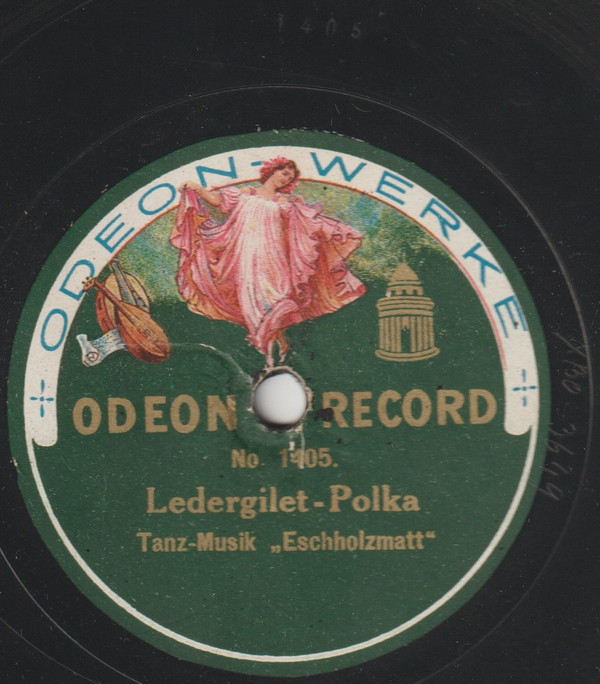 1405
ODEON-WERKE
ODEON RECORD
No. 1405.
Ledergilet-Polka
Tanz-Musik „Eschholzmatt“